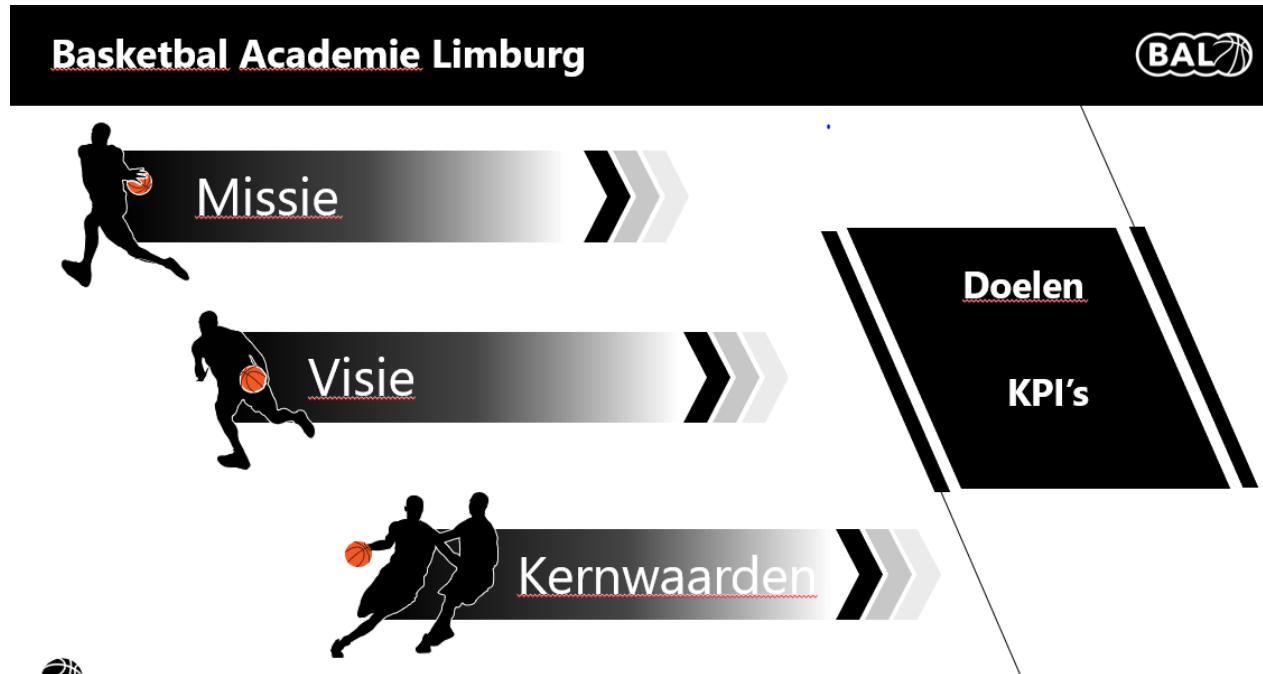 Basketbal Academie Limburg
BAL
Missie
Visie
Kernwaarden
Doelen
KPI’s